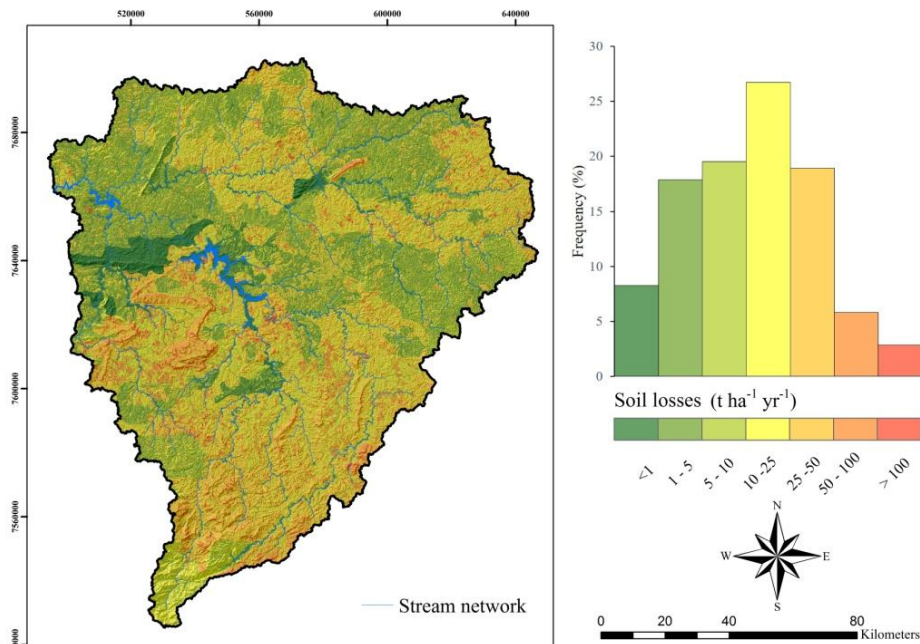 520000 560000 600000 640000
7680000
7640000
7600000
7560000
Stream network
30
25
20
15
10
5
0
Frequency (%)
Soil losses (t ha⁻¹ yr⁻¹)
<1 1 - 5 5 - 10 10 -25 25 -50 50 - 100 > 100
N
W E
S
0 20 40 80
Kilometers